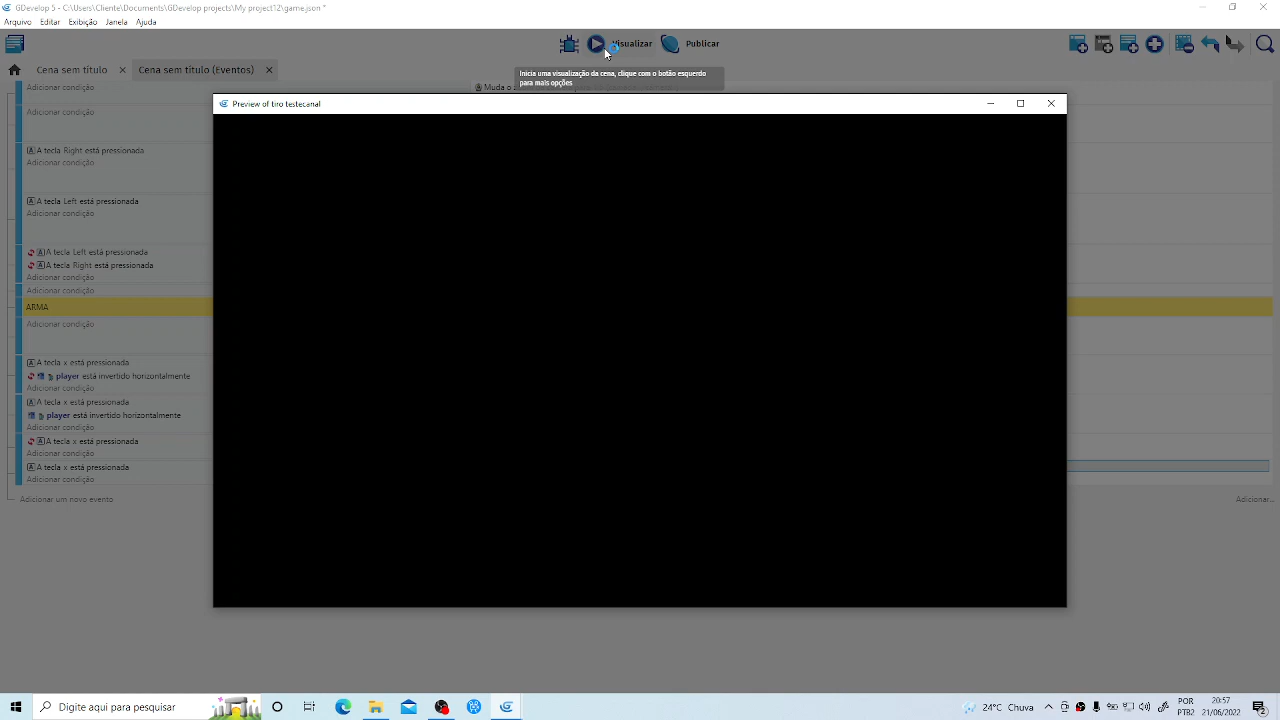 GDevelop 5 - C:\Users\Cliente\Documents\GDevelop projects\My project12\game.json *
Arquivo Editar Exibição Janela Ajuda
Visualizar Publicar
Cena sem título Cena sem título (Eventos)
Inicia uma visualização da cena, clique com o botão esquerdo
para mais opções
Adicionar condição
Muda o
Preview of tiro testecanal
Adicionar condição
A tecla Right está pressionada
Adicionar condição
A tecla Left está pressionada
Adicionar condição
A tecla Left está pressionada
A tecla Right está pressionada
Adicionar condição
Adicionar condição
ARMA
Adicionar condição
A tecla x está pressionada
player está invertido horizontalmente
Adicionar condição
A tecla x está pressionada
player está invertido horizontalmente
Adicionar condição
A tecla x está pressionada
Adicionar condição
A tecla x está pressionada
Adicionar condição
Adicionar um novo evento
Adicionar...
Digite aqui para pesquisar
24°C Chuva
POR
PTB2
20:57
21/06/2022
2